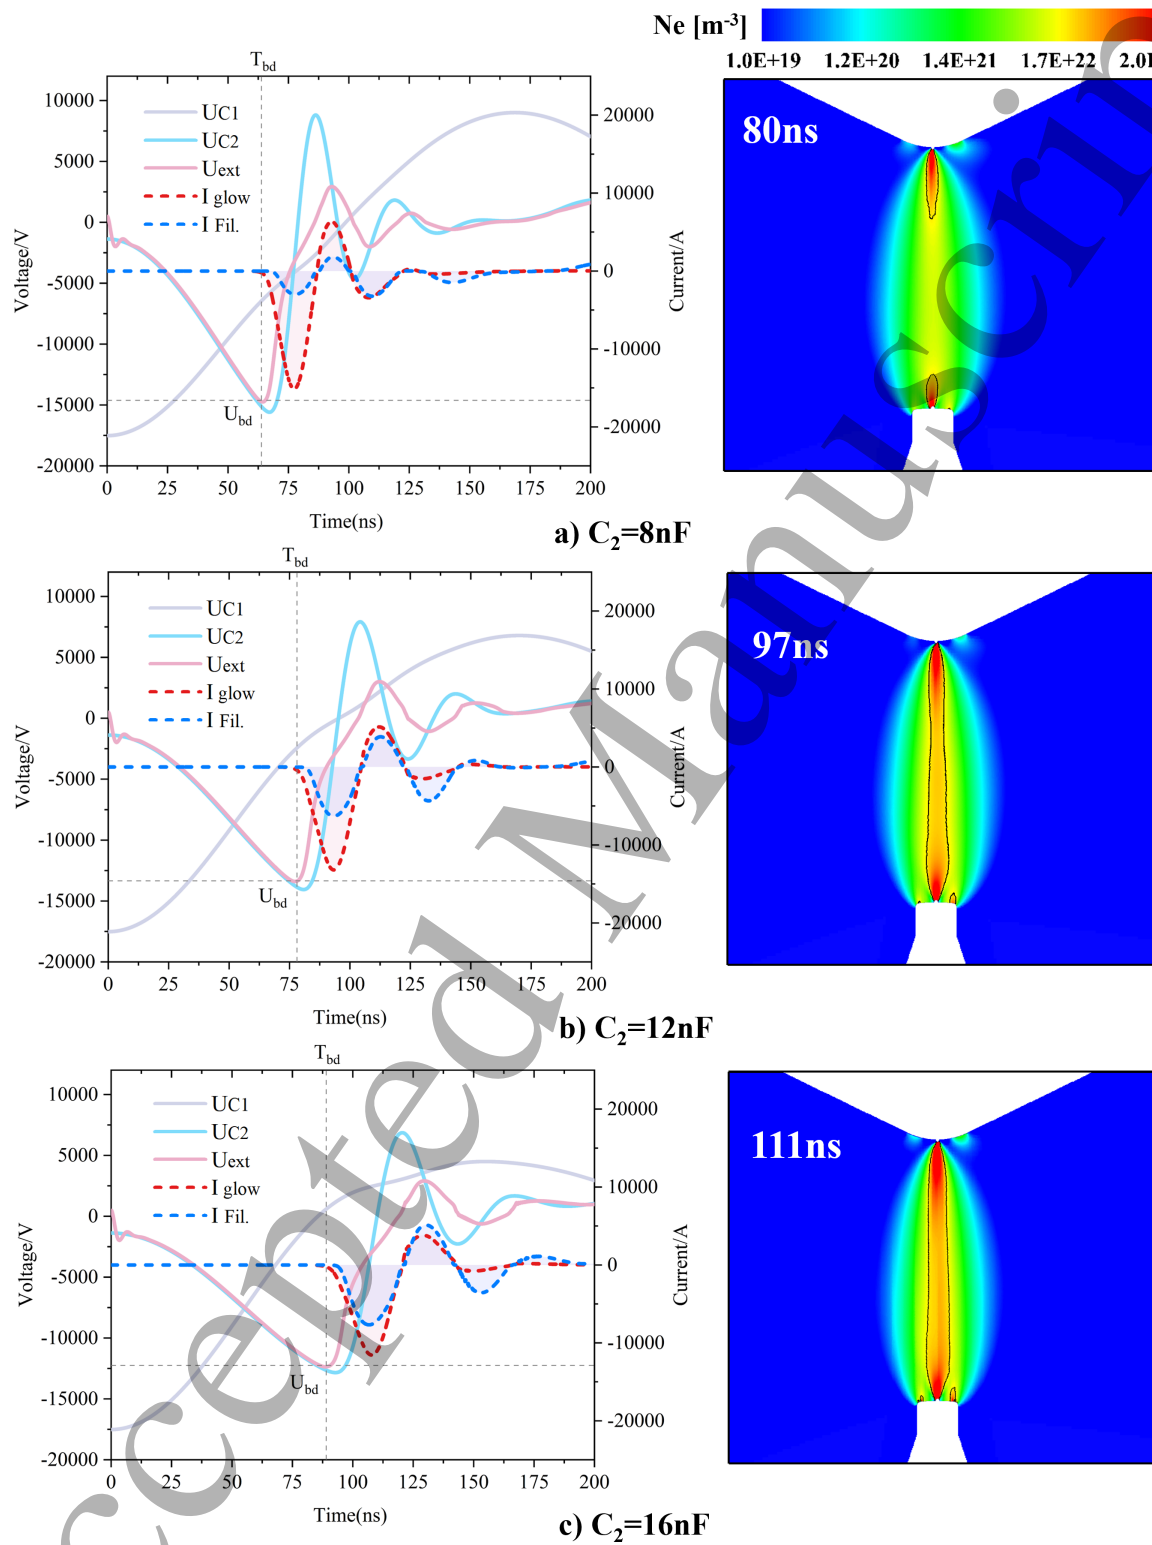 Ne [m-3]
1.0E+19 1.2E+20 1.4E+21 1.7E+22 2.0E
Tbd
10000
5000
0
-5000
-10000
-15000
-20000
Voltage/V
UC1
UC2
Uext
I glow
I Fil.
Ubd
20000
10000
0
-10000
-20000
Current/A
0 25 50 75 100 125 150 175 200
Time(ns)
80ns
a) C2=8nF
Tbd
10000
5000
0
-5000
-10000
-15000
-20000
Voltage/V
UC1
UC2
Uext
I glow
I Fil.
Ubd
20000
10000
0
-10000
-20000
Current/A
0 25 50 75 100 125 150 175 200
Time(ns)
97ns
b) C2=12nF
Tbd
10000
5000
0
-5000
-10000
-15000
-20000
Voltage/V
UC1
UC2
Uext
I glow
I Fil.
Ubd
20000
10000
0
-10000
-20000
Current/A
0 25 50 75 100 125 150 175 200
Time(ns)
111ns
c) C2=16nF
ccepted Manuscrip